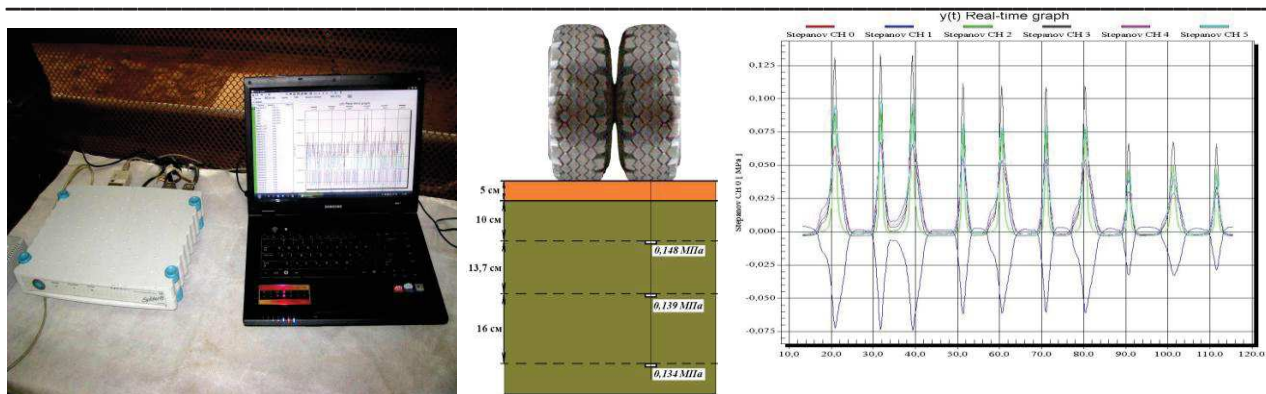 y(t) Real-time graph
Stepanov CH 0 Stepanov CH 1 Stepanov CH 2 Stepanov CH 3 Stepanov CH 4 Stepanov CH 5
SAMSUNG
5 см
10 см
0,148 МПа
13,7 см
0,139 МПа
16 см
0,134 МПа
Stepanov CH 0 [ MPa ]
0,125
0,100
0,075
0,050
0,025
0,000
-0,025
-0,050
-0,075
10,0 20.0 30.0 40.0 50.0 60.0 70.0 80.0 90.0 100.0 110.0 120.0